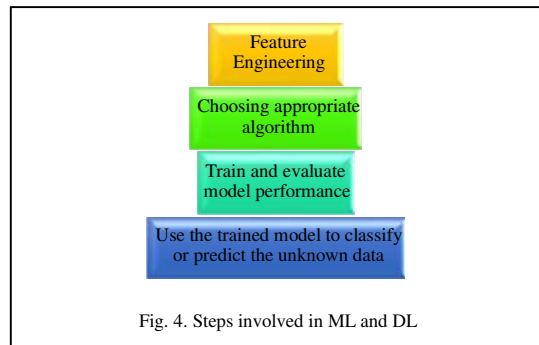 Feature
Engineering
Choosing appropriate
algorithm
Train and evaluate
model performance
Use the trained model to classify
or predict the unknown data
Fig. 4. Steps involved in ML and DL